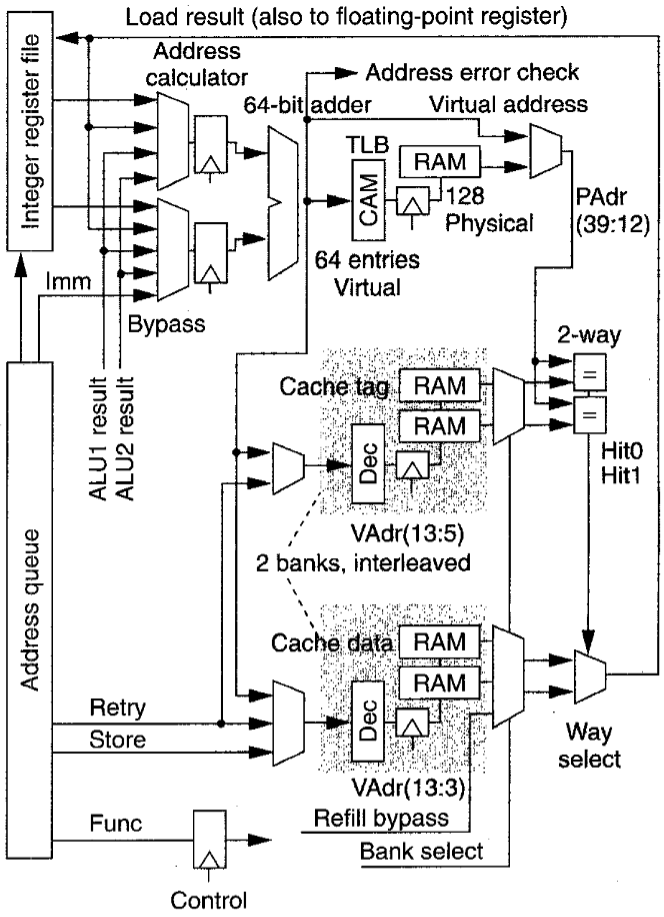 Load result (also to floating-point register)
Integer register file
Address
calculator
64-bit adder
Address error check
Virtual address
TLB
CAM
RAM
128
Physical
PAdr
(39:12)
64 entries
Virtual
Imm
Bypass
ALU1 result
ALU2 result
2-way
Cache tag
RAM
RAM
=
=
Dec
Hit0
Hit1
VAdr(13:5)
2 banks, interleaved
Address queue
Cache data
RAM
RAM
Dec
Retry
Store
Way
select
VAdr(13:3)
Func
Refill bypass
Bank select
Control